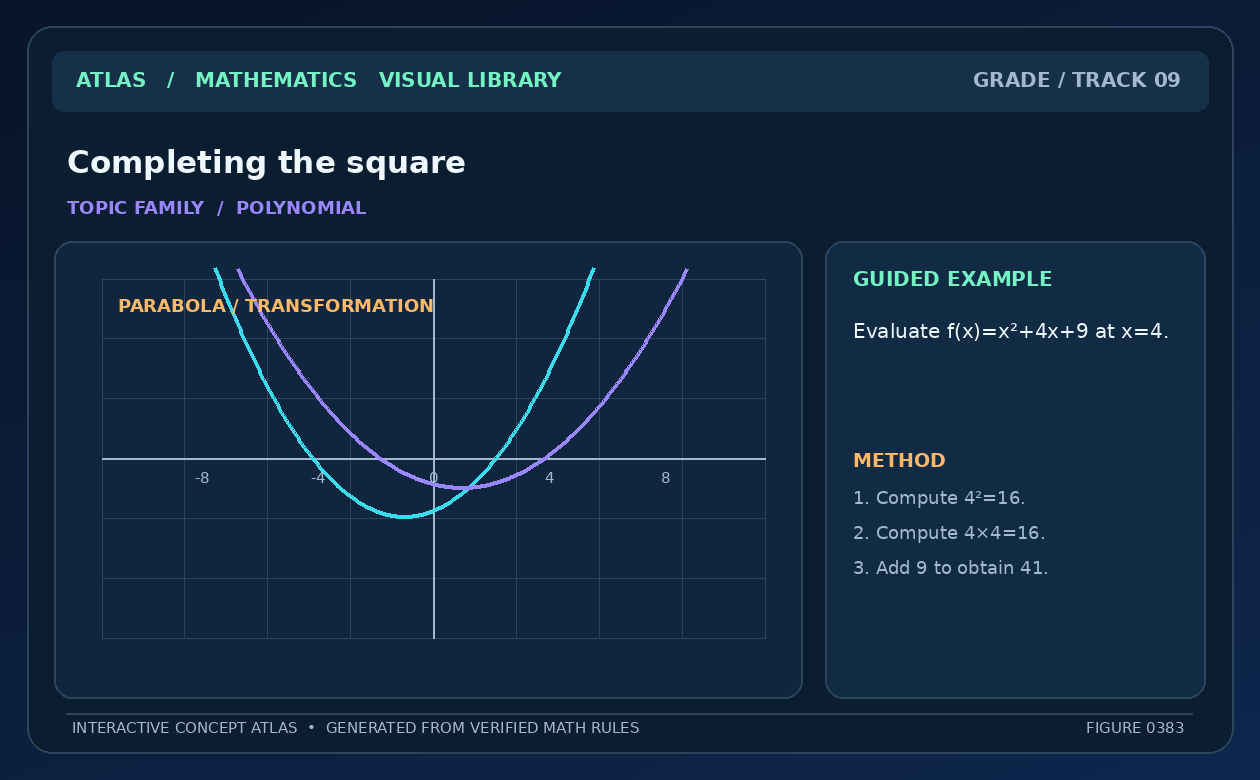 ATLAS / MATHEMATICS VISUAL LIBRARY
GRADE / TRACK 09
Completing the square
TOPIC FAMILY / POLYNOMIAL
PARABOLA / TRANSFORMATION
-8 -4 0 4 8
GUIDED EXAMPLE
Evaluate f(x)=x²+4x+9 at x=4.
METHOD
1. Compute 4²=16.
2. Compute 4×4=16.
3. Add 9 to obtain 41.
INTERACTIVE CONCEPT ATLAS • GENERATED FROM VERIFIED MATH RULES
FIGURE 0383